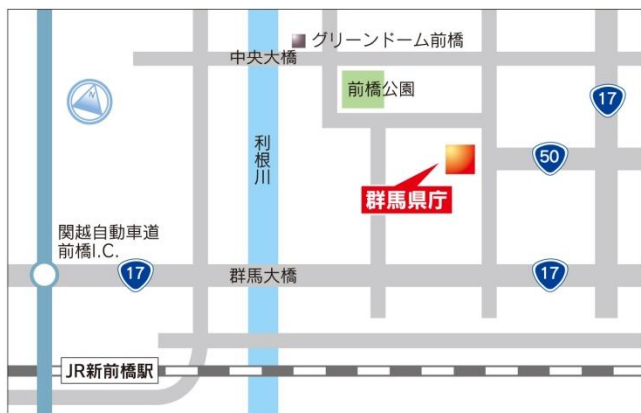 グリーンドーム前橋
中央大橋
前橋公園
17
N
利根川
50
群馬県庁
関越自動車道
前橋I.C.
17
群馬大橋
17
JR新前橋駅